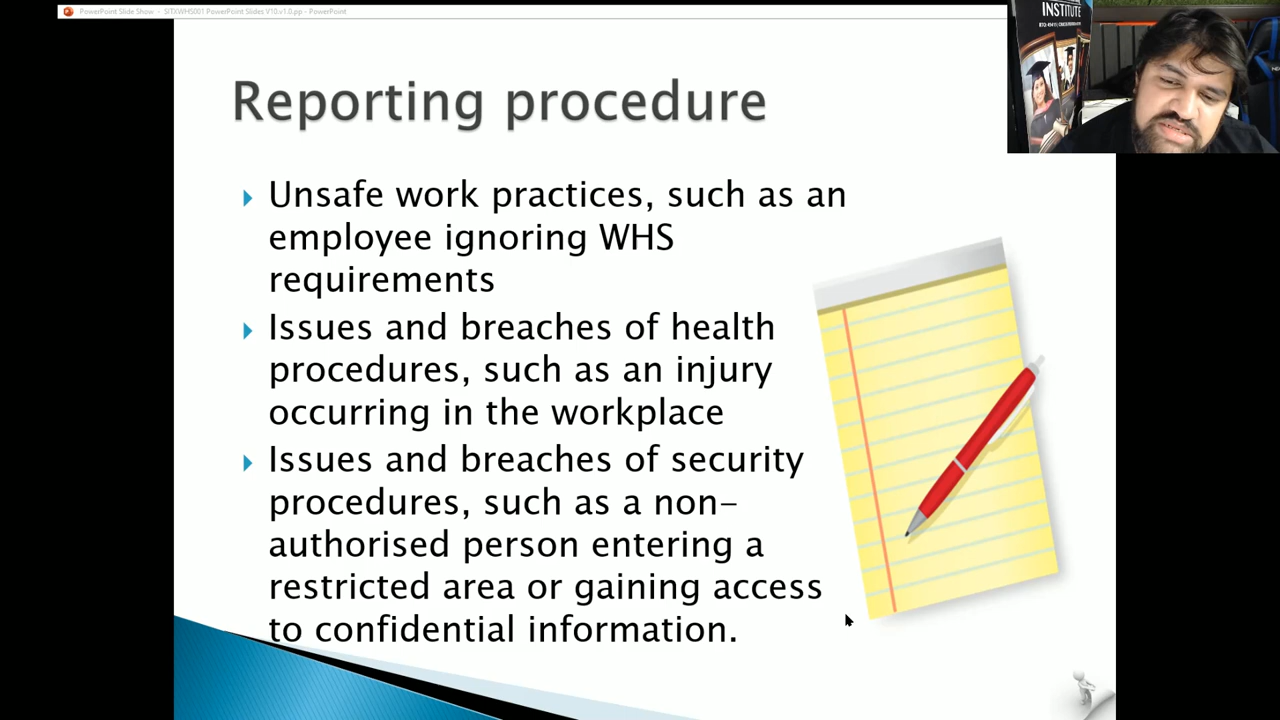 PowerPoint Slide Show - SITXWHS001 PowerPoint Slides V10.v1.0.pp - PowerPoint
INSTITUTE
Reporting procedure
Unsafe work practices, such as an
employee ignoring WHS
requirements
Issues and breaches of health
procedures, such as an injury
occurring in the workplace
Issues and breaches of security
procedures, such as a non-
authorised person entering a
restricted area or gaining access
to confidential information.